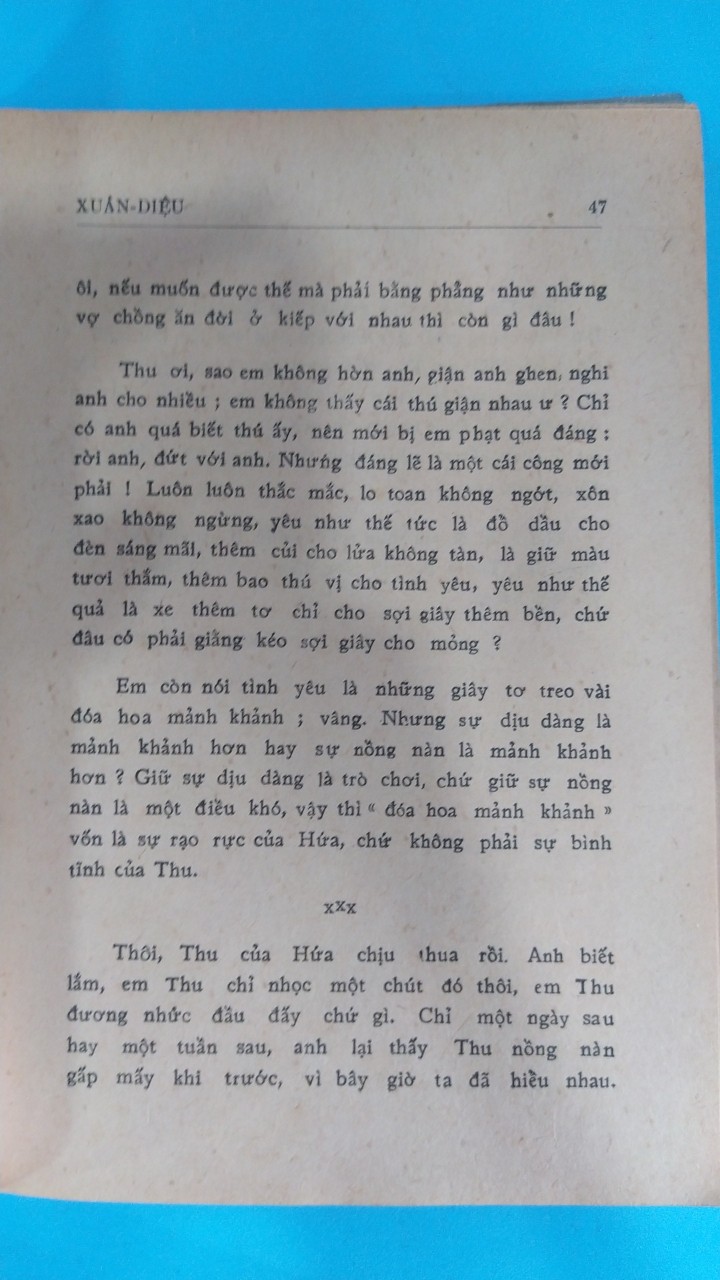 XUÂN-DIỆU 47
ôi, nếu muốn được thế mà phải bằng phẳng như những
vợ chồng ăn đời ở kiếp với nhau thì còn gì đâu !
Thu ơi, sao em không hờn anh, giận anh ghen, nghi
anh cho nhiều ; em không thấy cái thú giận nhau ư ? Chỉ
có anh quá biết thú ấy, nên mới bị em phạt quá đáng :
rời anh, đứt với anh. Nhưng đáng lẽ là một cái công mới
phải ! Luôn luôn thắc mắc, lo toan không ngớt, xôn
xao không ngừng, yêu như thế tức là đổ dầu cho
đèn sáng mãi, thêm củi cho lửa không tàn, là giữ màu
tươi thắm, thêm bao thú vị cho tình yêu, yêu như thế
quả là xe thêm tơ chỉ cho sợi giây thêm bền, chứ
đâu có phải giằng kéo sợi giây cho mỏng ?
Em còn nói tình yêu là những giây tơ treo vài
đóa hoa mảnh khảnh ; vâng. Nhưng sự dịu dàng là
mảnh khảnh hơn hay sự nồng nàn là mảnh khảnh
hơn ? Giữ sự dịu dàng là trò chơi, chứ giữ sự nồng
nàn là một điều khó, vậy thì « đóa hoa mảnh khảnh »
vốn là sự rạo rực của Hứa, chứ không phải sự bình
tĩnh của Thu.
xXx
Thôi, Thu của Hứa chịu thua rồi. Anh biết
lắm, em Thu chỉ nhọc một chút đó thôi, em Thu
đương nhức đầu đấy chứ gì. Chỉ một ngày sau
hay một tuần sau, anh lại thấy Thu nồng nàn
gấp mấy khi trước, vì bây giờ ta đã hiểu nhau.